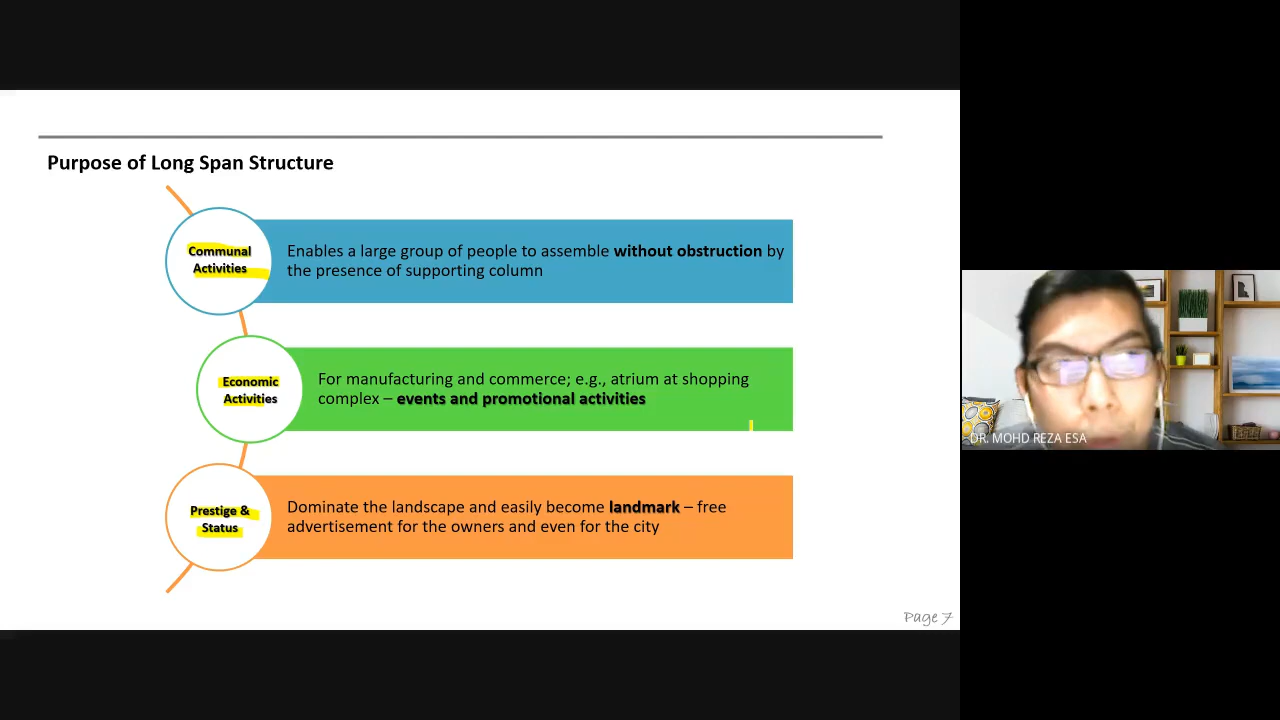 Purpose of Long Span Structure
Communal
Activities
Enables a large group of people to assemble without obstruction by
the presence of supporting column
Economic
Activities
For manufacturing and commerce; e.g., atrium at shopping
complex – events and promotional activities
Prestige &
Status
Dominate the landscape and easily become landmark – free
advertisement for the owners and even for the city
Page 7
DR. MOHD REZA ESA